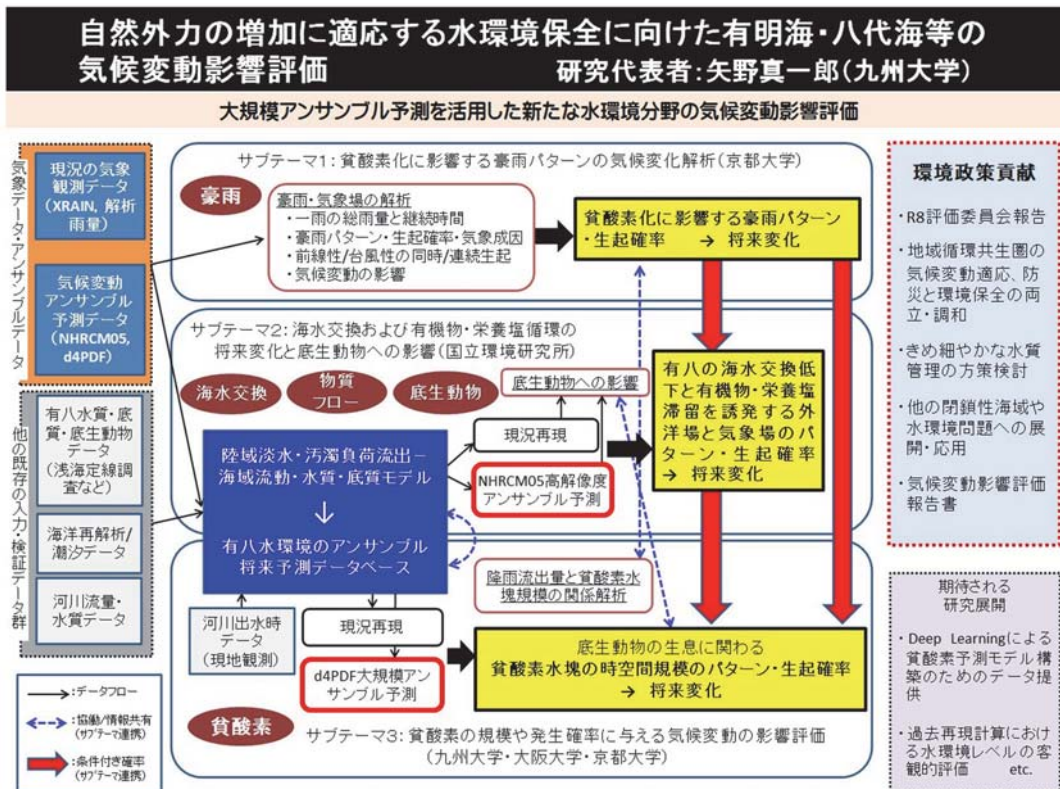 自然外力の増加に適応する水環境保全に向けた有明海・八代海等の
気候変動影響評価 研究代表者:矢野真一郎(九州大学)
大規模アンサンブル予測を活用した新たな水環境分野の気候変動影響評価
気象データ・アンサンブルデータ
現況の気象
観測データ
(XRAIN, 解析
雨量)
気候変動
アンサンブル
予測データ
(NHRCM05,
d4PDF)
他の既存の入力・検証データ群
有八水質・底
質・底生動物
データ
(浅海定線調
査など)
海洋再解析/
潮汐データ
河川流量・
水質データ
→:データフロー
:協働/情報共有
(サブテーマ連携)
:条件付き確率
(サブテーマ連携)
サブテーマ1:貧酸素化に影響する豪雨パターンの気候変化解析(京都大学)
豪雨
豪雨・気象場の解析
・一雨の総雨量と継続時間
・豪雨パターン・生起確率・気象成因
・前線性/台風性の同時/連続生起
・気候変動の影響
貧酸素化に影響する豪雨パターン
・生起確率 → 将来変化
サブテーマ2:海水交換および有機物・栄養塩循環の
将来変化と底生動物への影響(国立環境研究所)
海水交換
物質
フロー
底生動物
底生動物への影響
現況再現
NHRCM05高解像度
アンサンブル予測
有八の海水交換低
下と有機物・栄養塩
滞留を誘発する外
洋場と気象場のパ
ターン・生起確率
→ 将来変化
陸域淡水・汚濁負荷流出−
海域流動・水質・底質モデル
↓
有八水環境のアンサンブル
将来予測データベース
降雨流出量と貧酸素水
塊規模の関係解析
河川出水時
データ
(現地観測)
現況再現
d4PDF大規模アン
サンブル予測
底生動物の生息に関わる
貧酸素水塊の時空間規模のパターン・生起確率
→ 将来変化
貧酸素
サブテーマ3:貧酸素の規模や発生確率に与える気候変動の影響評価
(九州大学・大阪大学・京都大学)
環境政策貢献
・R8評価委員会報告
・地域循環共生圏の
気候変動適応、防
災と環境保全の両
立・調和
・きめ細やかな水質
管理の方策検討
・他の閉鎖性海域や
水環境問題への展
開・応用
・気候変動影響評価
報告書
期待される
研究展開
・Deep Learningによる
貧酸素予測モデル構
築のためのデータ提
供
・過去再現計算におけ
る水環境レベルの客
観的評価 etc.